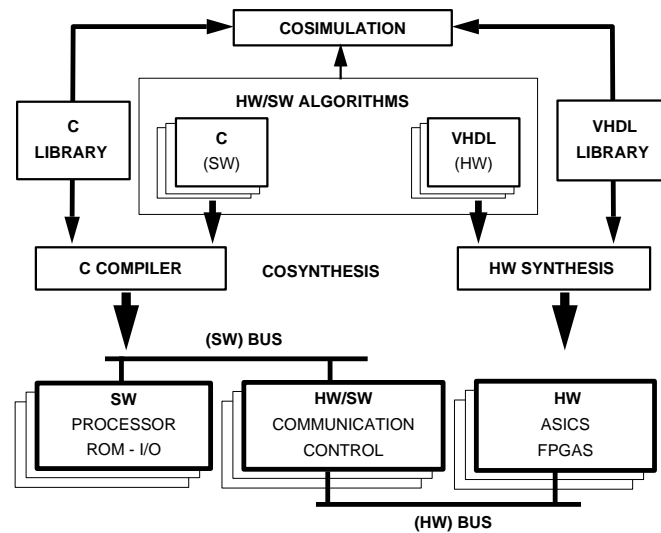 COSIMULATION
HW/SW ALGORITHMS
C
LIBRARY
C
(SW)
VHDL
(HW)
VHDL
LIBRARY
C COMPILER
COSYNTHESIS
HW SYNTHESIS
(SW) BUS
SW
PROCESSOR
ROM - I/O
HW/SW
COMMUNICATION
CONTROL
HW
ASICS
FPGAS
(HW) BUS